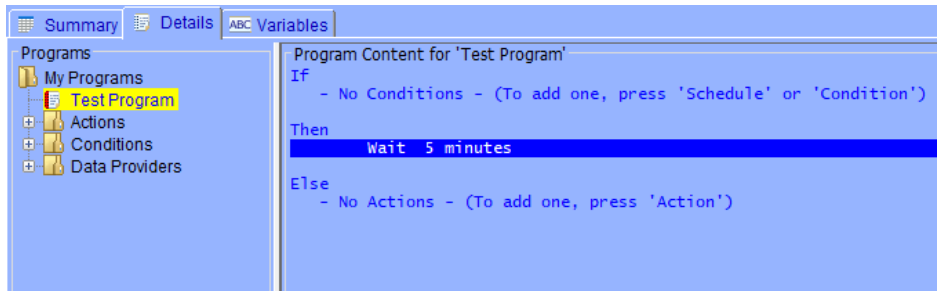 Summary
Details
ABC Variables
Programs
My Programs
Test Program
Actions
Conditions
Data Providers
Program Content for 'Test Program'
If
- No Conditions - (To add one, press 'Schedule' or 'Condition')
Then
Wait 5 minutes
Else
- No Actions - (To add one, press 'Action')